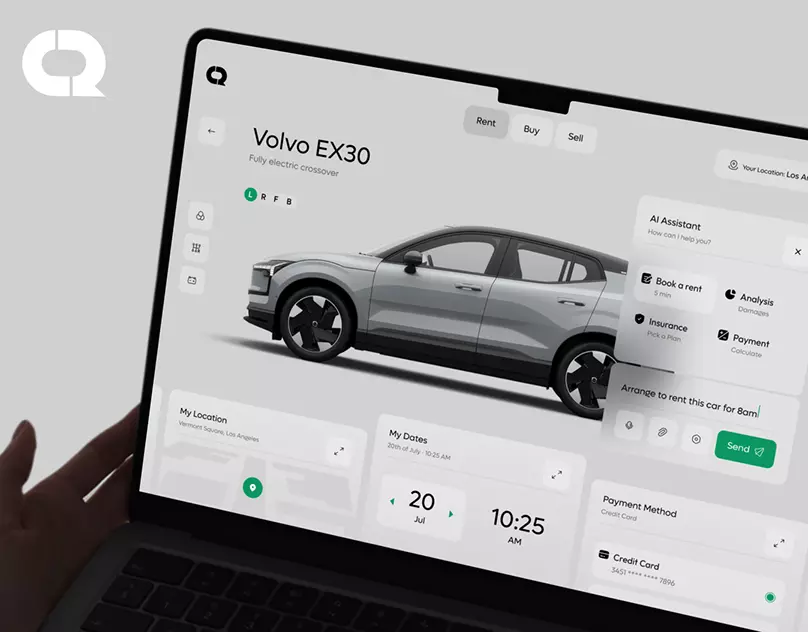 Rent
Buy
Sell
Your Location: Los A
Volvo EX30
Fully electric crossover
L R F B
AI Assistant
How can I help you?
Book a rent
5 min
Analysis
Damages
Insurance
Pick a Plan
Payment
Calculate
Arrange to rent this car for 8am
Send
My Location
Vermont Square, Los Angeles
My Dates
20th of July · 10:25 AM
20
Jul
10:25
AM
Payment Method
Credit Card
Credit Card
3451 **** **** 7896